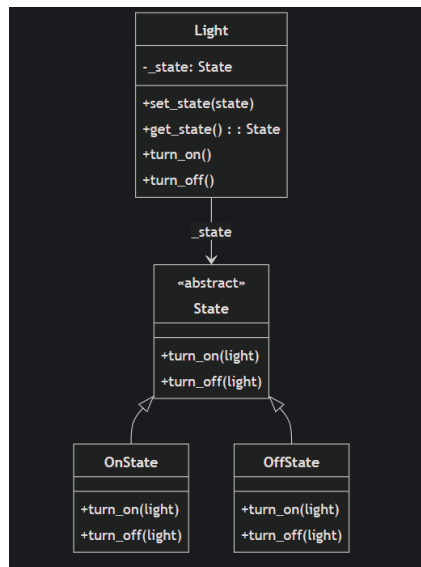 Light
-_state: State
+set_state(state)
+get_state() : : State
+turn_on()
+turn_off()
_state
«abstract»
State
+turn_on(light)
+turn_off(light)
OnState
+turn_on(light)
+turn_off(light)
OffState
+turn_on(light)
+turn_off(light)